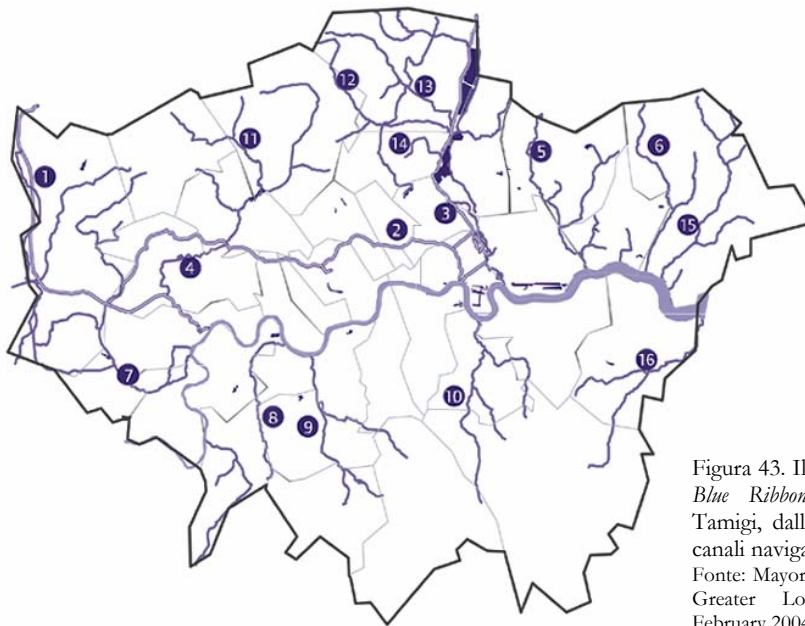 12
13
11
14
5
6
1
2
3
15
4
16
7
10
8
9
Figura 43. Il
Blue Ribbon
Tamigi, dall
canali naviga
Fonte: Mayor
Greater Lo
February 2004